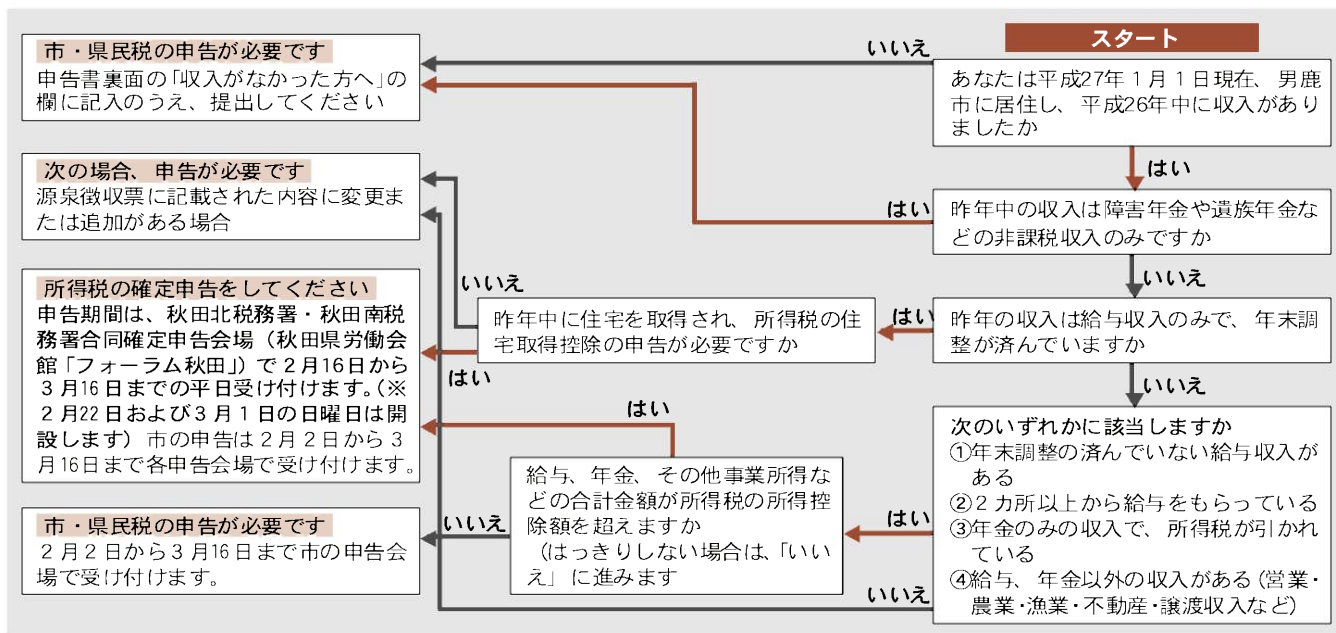 スタート
あなたは平成27年1月1日現在、男鹿
市に居住し、平成26年中に収入があり
ましたか
いいえ
はい
市・県民税の申告が必要です
申告書裏面の「収入がなかった方へ」の
欄に記入のうえ、提出してください
昨年中の収入は障害年金や遺族年金な
どの非課税収入のみですか
はい
いいえ
次の場合、申告が必要です
源泉徴収票に記載された内容に変更ま
たは追加がある場合
昨年の収入は給与収入のみで、年末調
整が済んでいますか
はい
いいえ
昨年中に住宅を取得され、所得税の住
宅取得控除の申告が必要ですか
いいえ
はい
所得税の確定申告をしてください
申告期間は、秋田北税務署・秋田南税
務署合同確定申告会場（秋田県労働会
館「フォーラム秋田」）で2月16日から
3月16日までの平日受け付けます。（※
2月22日および3月1日の日曜日は開
設します）市の申告は2月2日から3
月16日まで各申告会場で受け付けます。
次のいずれかに該当しますか
①年末調整の済んでいない給与収入が
ある
②2カ所以上から給与をもらっている
③年金のみの収入で、所得税が引かれ
ている
④給与、年金以外の収入がある（営業・
農業・漁業・不動産・譲渡収入など）
はい
いいえ
給与、年金、その他事業所得な
どの合計金額が所得税の所得控
除額を超えますか
（はっきりしない場合は、「いい
え」に進みます
はい
いいえ
市・県民税の申告が必要です
2月2日から3月16日まで市の申告会
場で受け付けます。